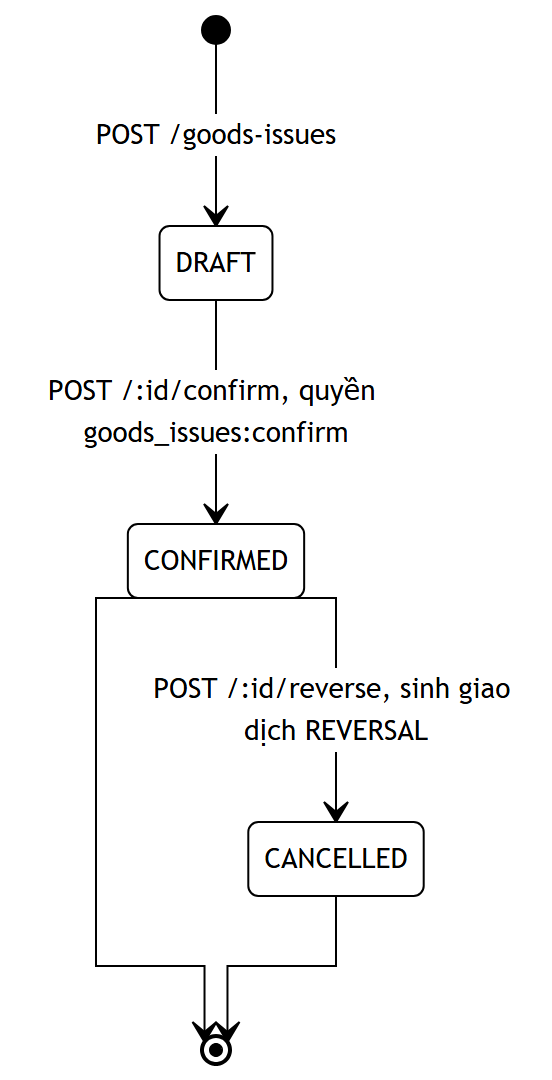 POST /goods-issues
DRAFT
POST /:id/confirm, quyền
goods_issues:confirm
CONFIRMED
POST /:id/reverse, sinh giao
dịch REVERSAL
CANCELLED